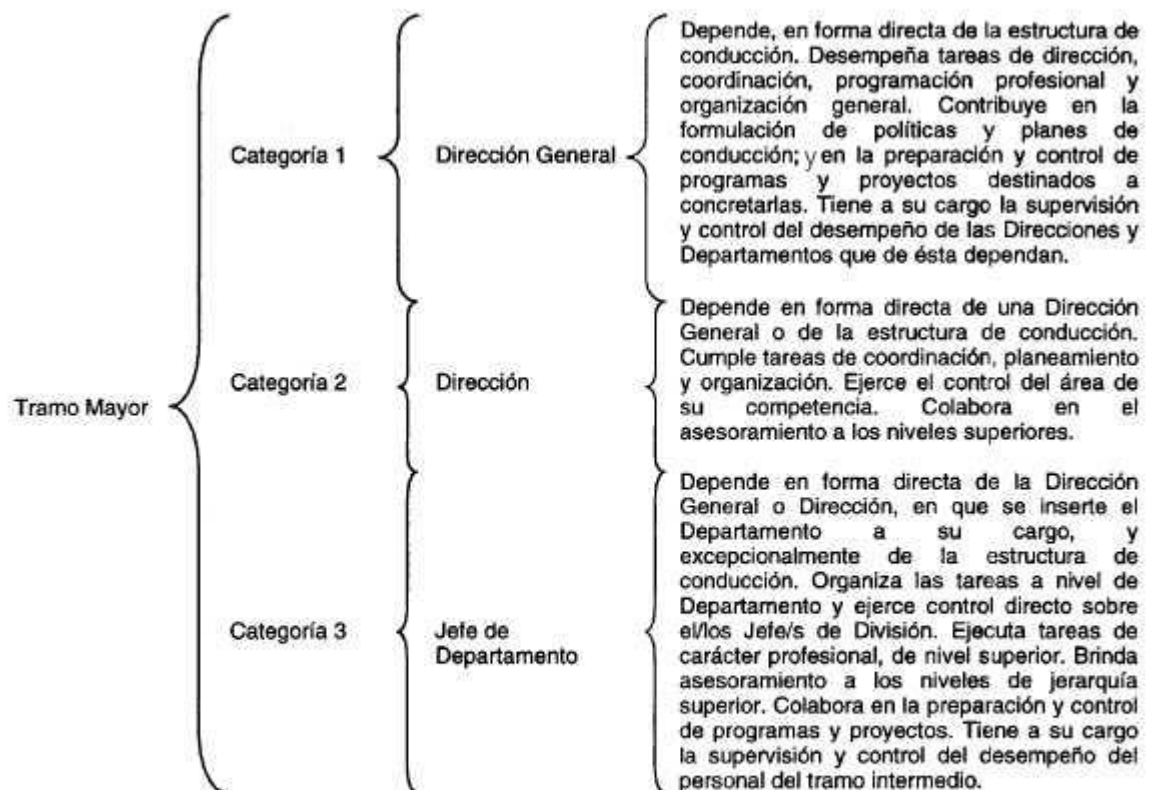 Tramo Mayor
Categoría 1
Dirección General
Depende, en forma directa de la estructura de
conducción. Desempeña tareas de dirección,
coordinación, programación profesional y
organización general. Contribuye en la
formulación de políticas y planes de
conducción; y en la preparación y control de
programas y proyectos destinados a
concretarlas. Tiene a su cargo la supervisión
y control del desempeño de las Direcciones y
Departamentos que de ésta dependan.
Categoría 2
Dirección
Depende en forma directa de una Dirección
General o de la estructura de conducción.
Cumple tareas de coordinación, planeamiento
y organización. Ejerce el control del área de
su competencia. Colabora en el
asesoramiento a los niveles superiores.
Categoría 3
Jefe de
Departamento
Depende en forma directa de la Dirección
General o Dirección, en que se inserte el
Departamento a su cargo, y
excepcionalmente de la estructura de
conducción. Organiza las tareas a nivel de
Departamento y ejerce control directo sobre
el/los Jefe/s de División. Ejecuta tareas de
carácter profesional, de nivel superior. Brinda
asesoramiento a los niveles de jerarquía
superior. Colabora en la preparación y control
de programas y proyectos. Tiene a su cargo
la supervisión y control del desempeño del
personal del tramo intermedio.